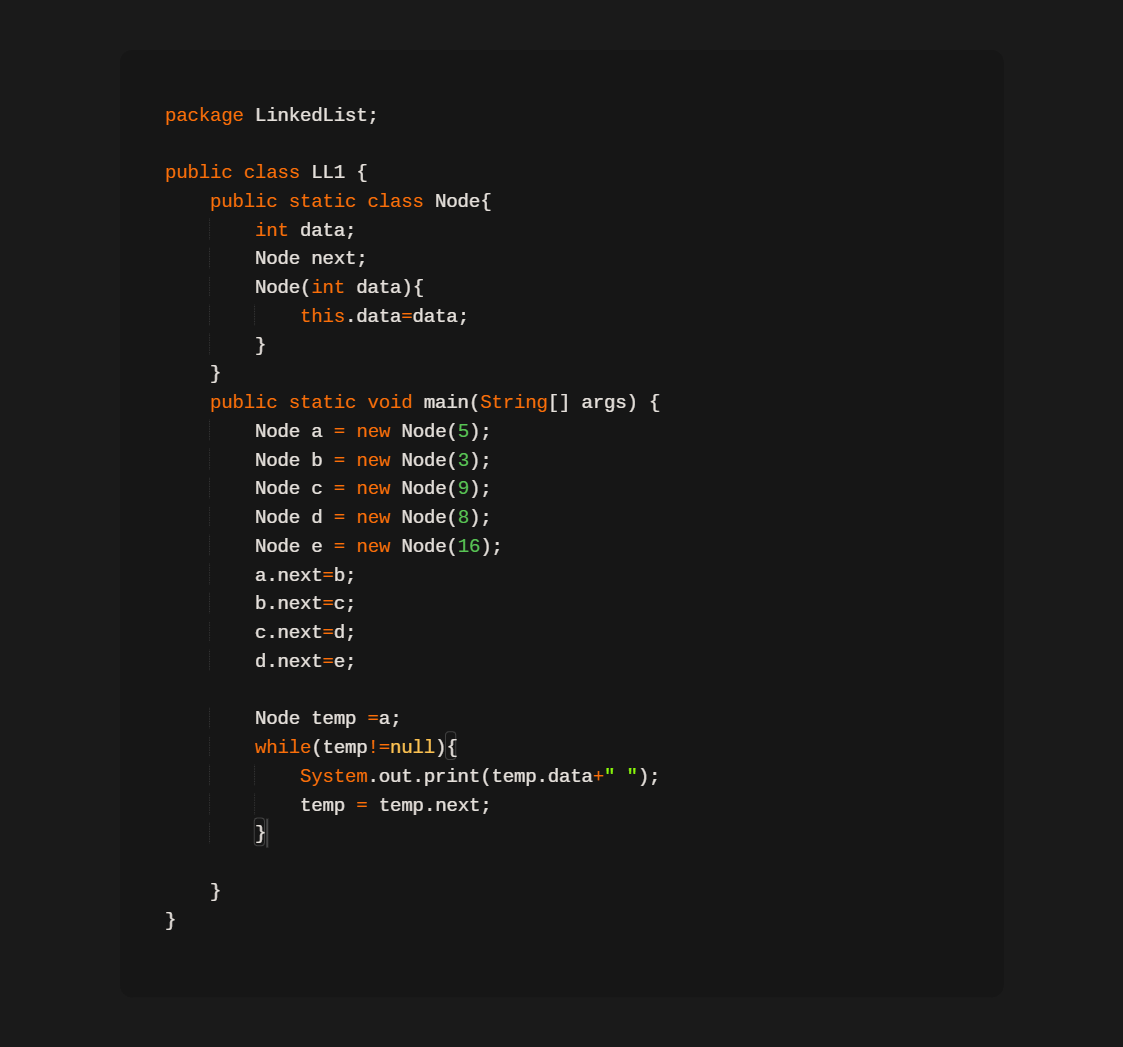 package LinkedList;

public class LL1 {
    public static class Node{
        int data;
        Node next;
        Node(int data){
            this.data=data;
        }
    }
    public static void main(String[] args) {
        Node a = new Node(5);
        Node b = new Node(3);
        Node c = new Node(9);
        Node d = new Node(8);
        Node e = new Node(16);
        a.next=b;
        b.next=c;
        c.next=d;
        d.next=e;

        Node temp =a;
        while(temp!=null){
            System.out.print(temp.data+" ");
            temp = temp.next;
        }

    }
}